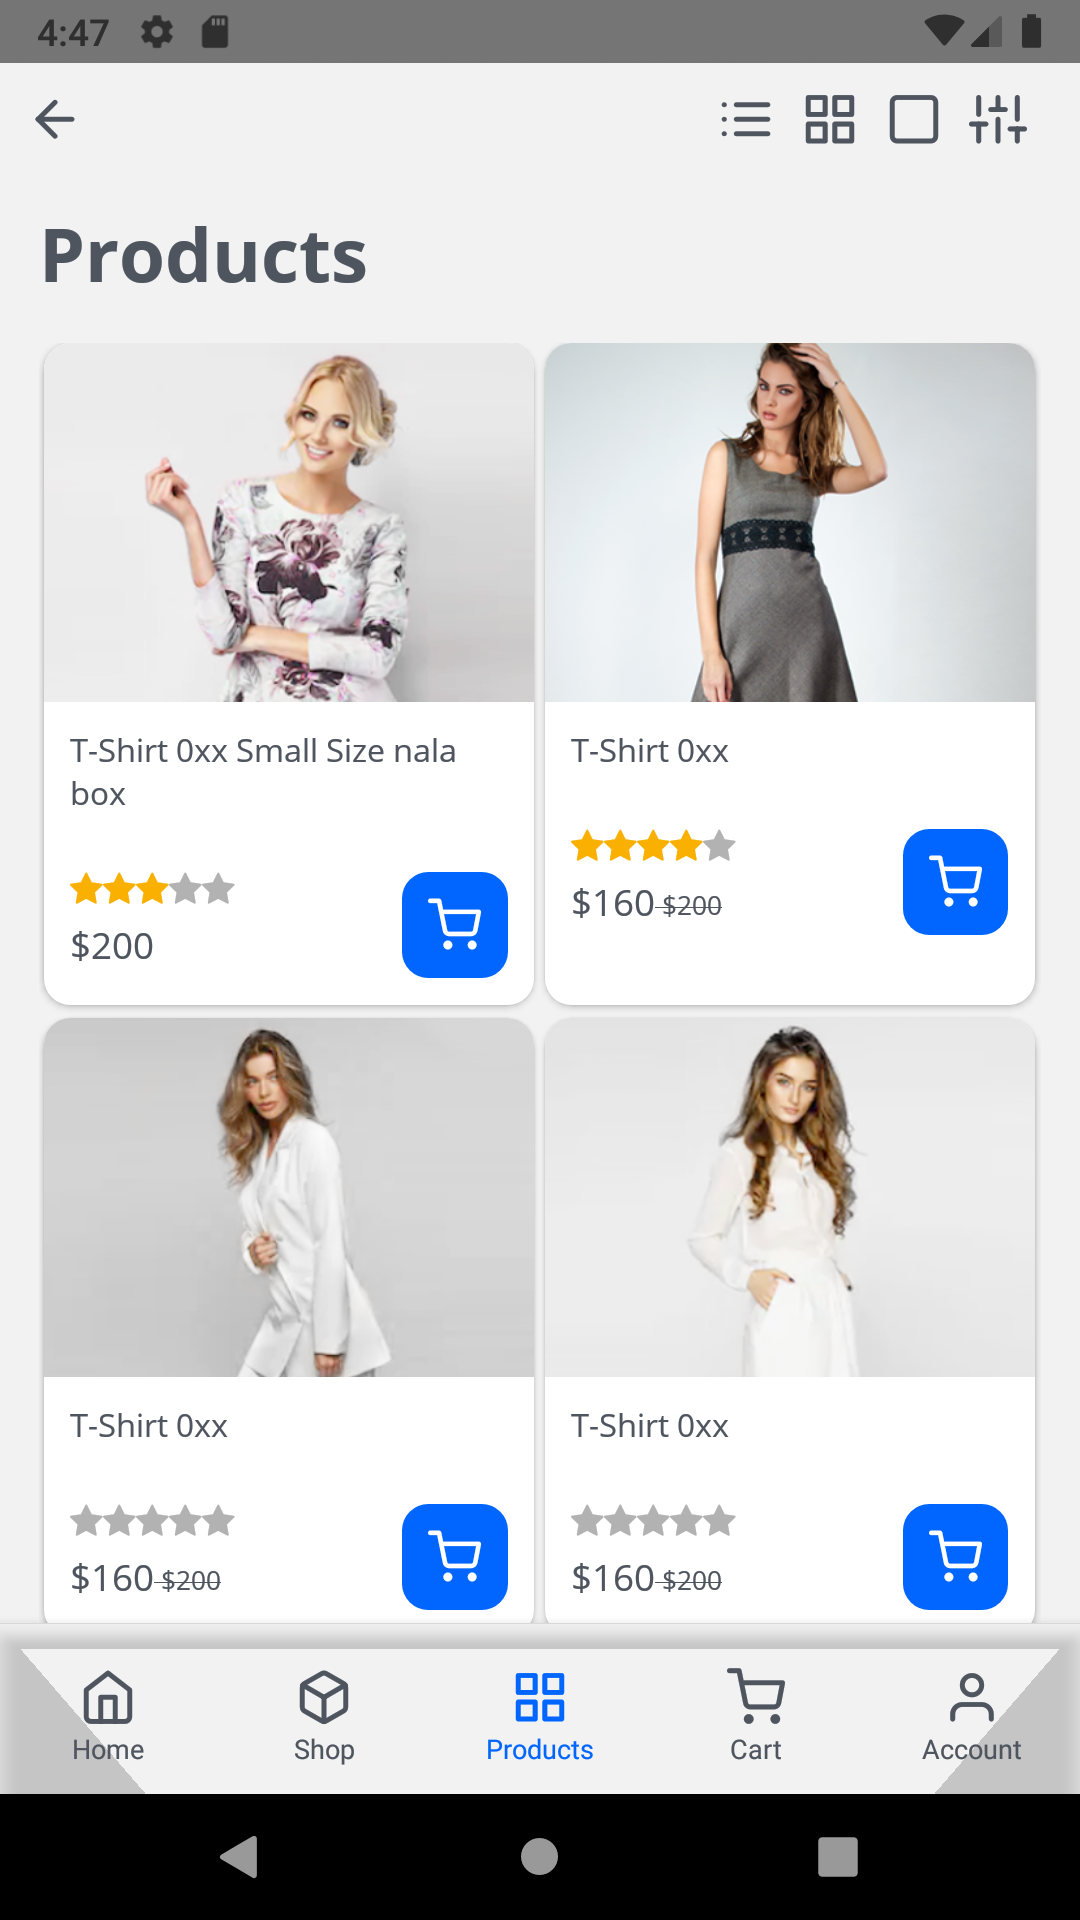 4:47
Products
T-Shirt 0xx Small Size nala
box
$200
T-Shirt 0xx
$160 $200
T-Shirt 0xx
$160 $200
T-Shirt 0xx
$160 $200
Home
Shop
Products
Cart
Account